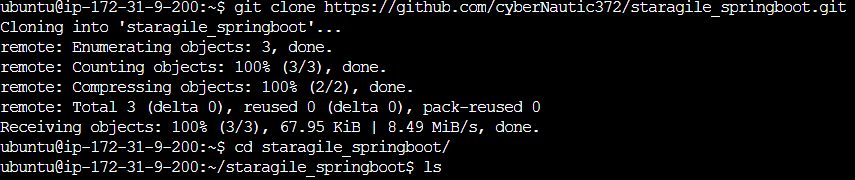 ubuntu@ip-172-31-9-200:~$ git clone https://github.com/cyberNautic372/staragile_springboot.git
Cloning into 'staragile_springboot'...
remote: Enumerating objects: 3, done.
remote: Counting objects: 100% (3/3), done.
remote: Compressing objects: 100% (2/2), done.
remote: Total 3 (delta 0), reused 0 (delta 0), pack-reused 0
Receiving objects: 100% (3/3), 67.95 KiB | 8.49 MiB/s, done.
ubuntu@ip-172-31-9-200:~$ cd staragile_springboot/
ubuntu@ip-172-31-9-200:~/staragile_springboot$ ls